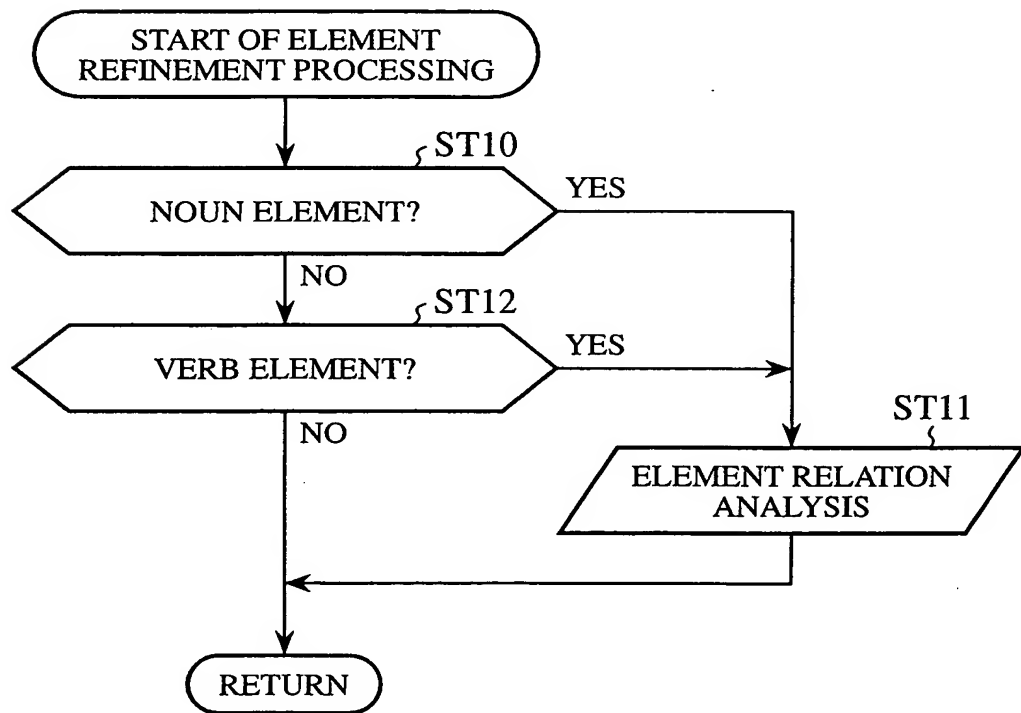 START OF ELEMENT
REFINEMENT PROCESSING
ST10
NOUN ELEMENT?
YES
NO
ST12
VERB ELEMENT?
YES
NO
ST11
ELEMENT RELATION
ANALYSIS
RETURN